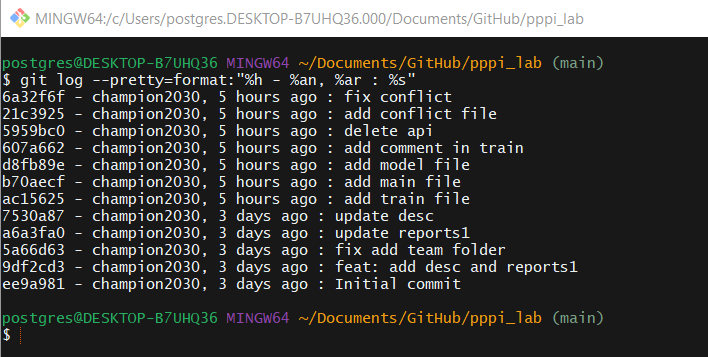 MINGW64:/c/Users/postgres.DESKTOP-B7UHQ36.000/Documents/GitHub/pppi_lab
postgres@DESKTOP-B7UHQ36 MINGW64 ~/Documents/GitHub/pppi_lab (main)
$ git log --pretty=format:"%h - %an, %ar : %s"
6a32f6f - champion2030, 5 hours ago : fix conflict
21c3925 - champion2030, 5 hours ago : add conflict file
5959bc0 - champion2030, 5 hours ago : delete api
607a662 - champion2030, 5 hours ago : add comment in train
d8fb89e - champion2030, 5 hours ago : add model file
b70aecf - champion2030, 5 hours ago : add main file
ac15625 - champion2030, 5 hours ago : add train file
7530a87 - champion2030, 3 days ago : update desc
a6a3fa0 - champion2030, 3 days ago : update reports1
5a66d63 - champion2030, 3 days ago : fix add team folder
9df2cd3 - champion2030, 3 days ago : feat: add desc and reports1
ee9a981 - champion2030, 3 days ago : Initial commit
postgres@DESKTOP-B7UHQ36 MINGW64 ~/Documents/GitHub/pppi_lab (main)
$